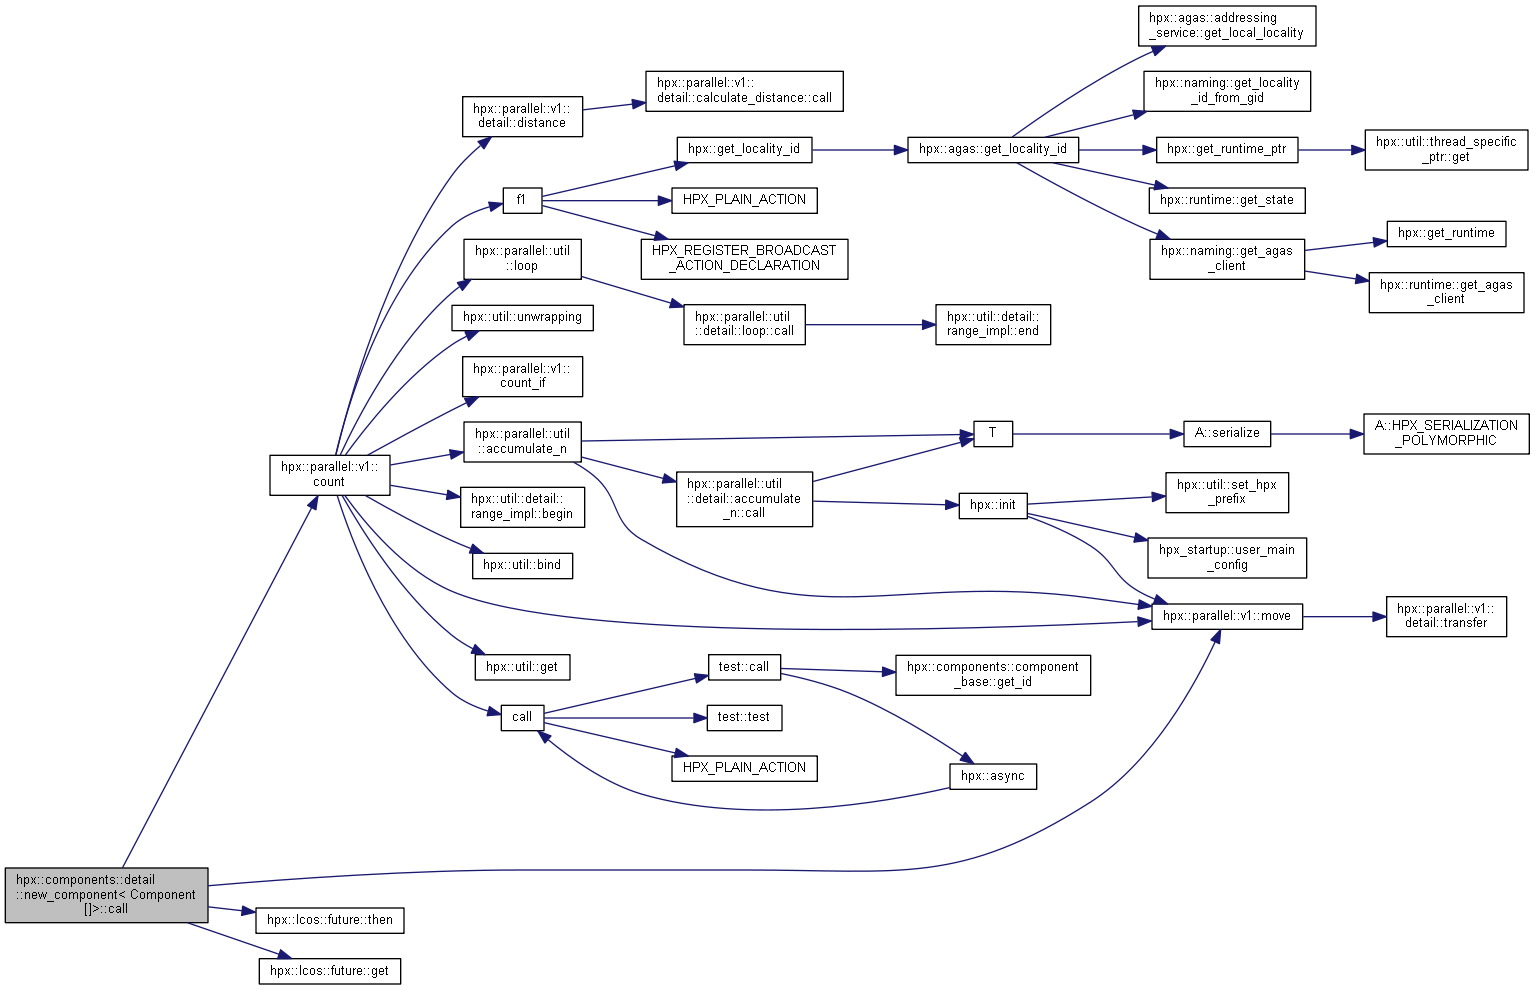 hpx::agas::addressing
_service::get_local_locality
hpx::parallel::v1::
detail::calculate_distance::call
hpx::naming::get_locality
_id_from_gid
hpx::parallel::v1::
detail::distance
hpx::get_locality_id
hpx::agas::get_locality_id
hpx::get_runtime_ptr
hpx::util::thread_specific
_ptr::get
f1
HPX_PLAIN_ACTION
hpx::runtime::get_state
HPX_REGISTER_BROADCAST
_ACTION_DECLARATION
hpx::naming::get_agas
_client
hpx::get_runtime
hpx::runtime::get_agas
_client
hpx::parallel::util
::loop
hpx::util::unwrapping
hpx::parallel::util
::detail::loop::call
hpx::util::detail::
range_impl::end
hpx::parallel::v1::
count_if
hpx::parallel::util
::accumulate_n
T
A::serialize
A::HPX_SERIALIZATION
_POLYMORPHIC
hpx::parallel::v1::
count
hpx::util::detail::
range_impl::begin
hpx::parallel::util
::detail::accumulate
_n::call
hpx::init
hpx::util::set_hpx
_prefix
hpx_startup::user_main
_config
hpx::util::bind
hpx::parallel::v1::move
hpx::parallel::v1::
detail::transfer
hpx::util::get
test::call
hpx::components::component
_base::get_id
call
test::test
HPX_PLAIN_ACTION
hpx::async
hpx::components::detail
::new_component< Component
[]>::call
hpx::lcos::future::then
hpx::lcos::future::get